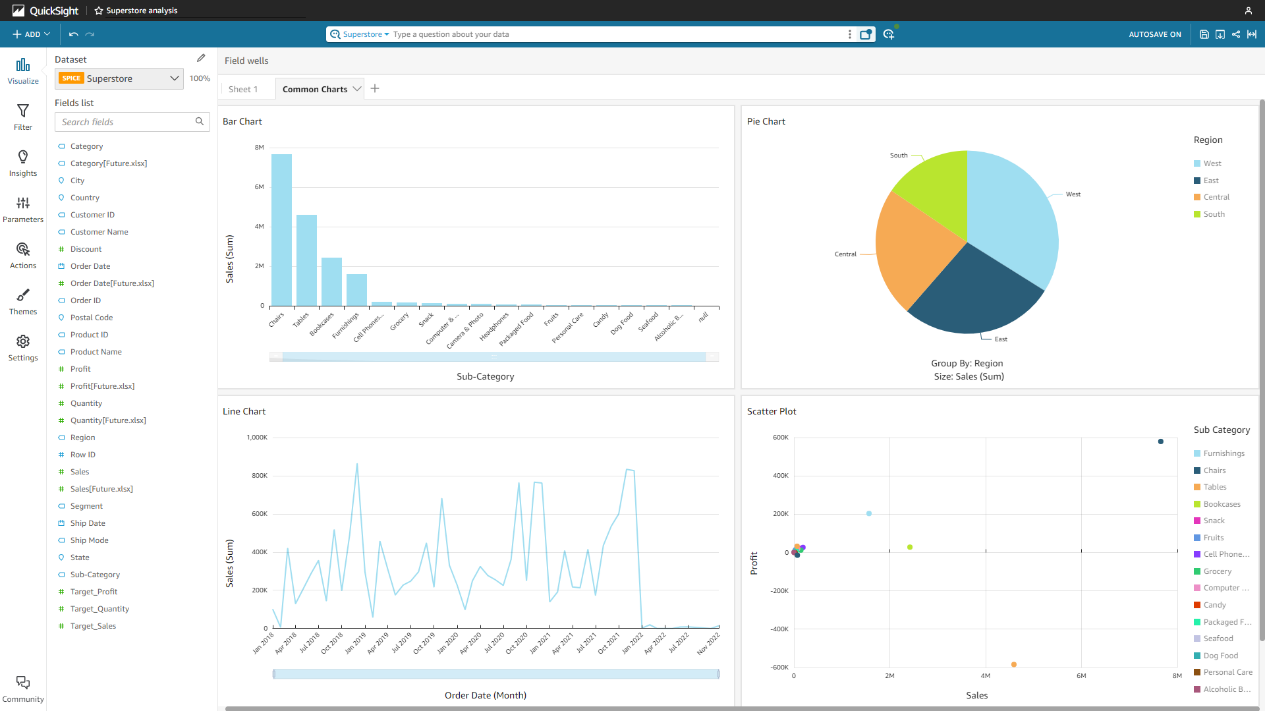 QuickSight
Superstore analysis
ADD
Superstore
Type a question about your data
AUTOSAVE ON
Visualize
Filter
Insights
Parameters
Actions
Themes
Settings
Community
Dataset
SPICE Superstore 100%
Fields list
Search fields
Category
Category[Future.xlsx]
City
Country
Customer ID
Customer Name
Discount
Order Date
Order Date[Future.xlsx]
Order ID
Postal Code
Product ID
Product Name
Profit
Profit[Future.xlsx]
Quantity
Quantity[Future.xlsx]
Region
Row ID
Sales
Sales[Future.xlsx]
Segment
Ship Date
Ship Mode
State
Sub-Category
Target_Profit
Target_Quantity
Target_Sales
Field wells
Sheet 1
Common Charts
Bar Chart
Sales (Sum)
8M
6M
4M
2M
0
Chairs
Tables
Bookcases
Furnishings
Cell Phones...
Grocery
Snack
Computer & ...
Camera & Photo
Headphones
Packaged Food
Fruits
Personal Care
Candy
Dog Food
Seafood
Alcoholic B...
null
Sub-Category
Pie Chart
South
West
Central
East
Group By: Region
Size: Sales (Sum)
Region
West
East
Central
South
Line Chart
Sales (Sum)
1,000K
800K
600K
400K
200K
0
Jan 2018
Apr 2018
Jul 2018
Oct 2018
Jan 2019
Apr 2019
Jul 2019
Oct 2019
Jan 2020
Apr 2020
Jul 2020
Oct 2020
Jan 2021
Apr 2021
Jul 2021
Oct 2021
Jan 2022
Apr 2022
Jul 2022
Nov 2022
Order Date (Month)
Scatter Plot
Profit
600K
400K
200K
0
-200K
-400K
-600K
0
2M
4M
6M
8M
Sales
Sub Category
Furnishings
Chairs
Tables
Bookcases
Snack
Fruits
Cell Phone...
Grocery
Computer ...
Candy
Packaged F...
Seafood
Dog Food
Personal Care
Alcoholic B...